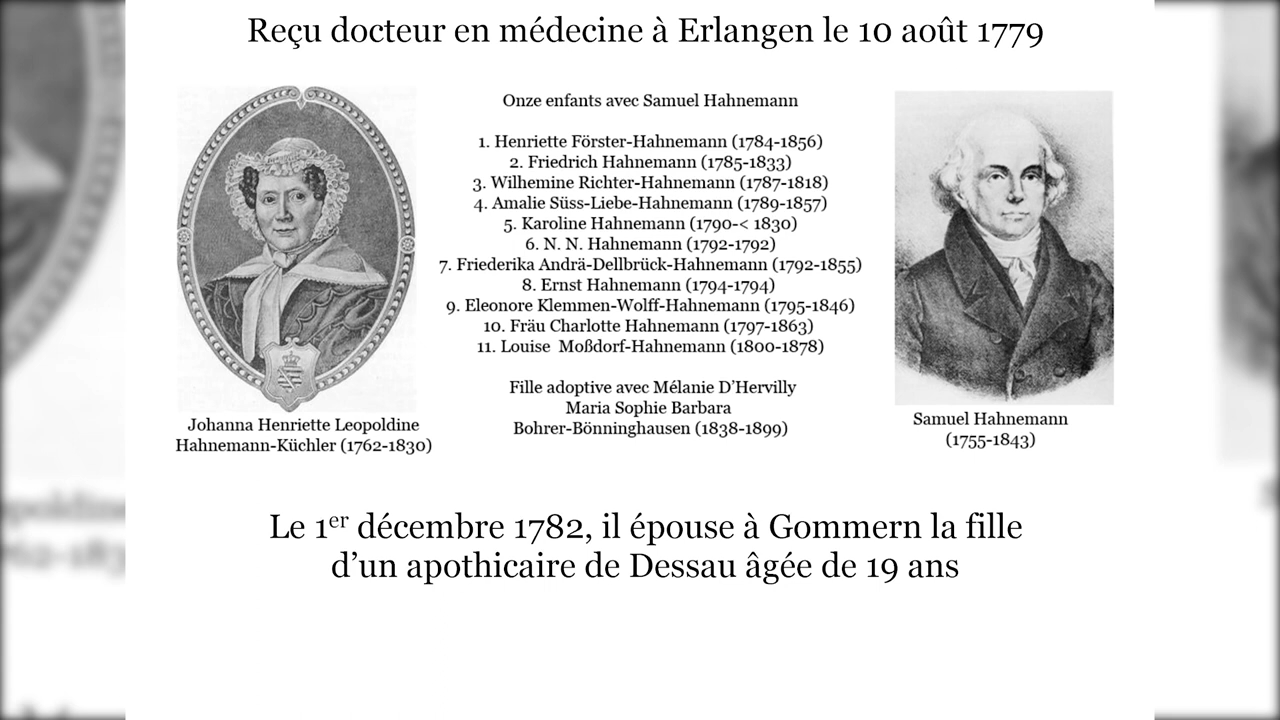 Reçu docteur en médecine à Erlangen le 10 août 1779
Onze enfants avec Samuel Hahnemann
1. Henriette Förster-Hahnemann (1784-1856)
2. Friedrich Hahnemann (1785-1833)
3. Wilhemine Richter-Hahnemann (1787-1818)
4. Amalie Süss-Liebe-Hahnemann (1789-1857)
5. Karoline Hahnemann (1790-< 1830)
6. N. N. Hahnemann (1792-1792)
7. Friederika Andrä-Dellbrück-Hahnemann (1792-1855)
8. Ernst Hahnemann (1794-1794)
9. Eleonore Klemmen-Wolff-Hahnemann (1795-1846)
10. Fräu Charlotte Hahnemann (1797-1863)
11. Louise Moßdorf-Hahnemann (1800-1878)
Fille adoptive avec Mélanie D’Hervilly
Maria Sophie Barbara
Bohrer-Bönninghausen (1838-1899)
Johanna Henriette Leopoldine
Hahnemann-Küchler (1762-1830)
Samuel Hahnemann
(1755-1843)
Le 1er décembre 1782, il épouse à Gommern la fille
d’un apothicaire de Dessau âgée de 19 ans